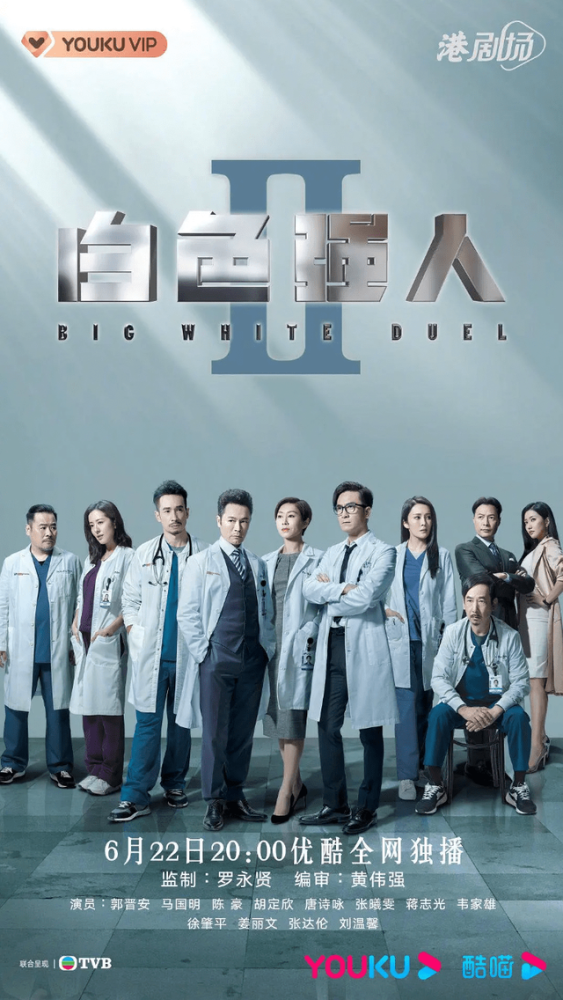 YOUKU VIP
港剧场
II
白色强人
BIG WHITE DUEL
6月22日20:00优酷全网独播
监制：罗永贤 编审：黄伟强
演员：郭晋安 马国明 陈 豪 胡定欣 唐诗咏 张曦雯 蒋志光 韦家雄
徐肇平 姜丽文 张达伦 刘温馨
联合呈现 TVB
YOUKU 酷喵